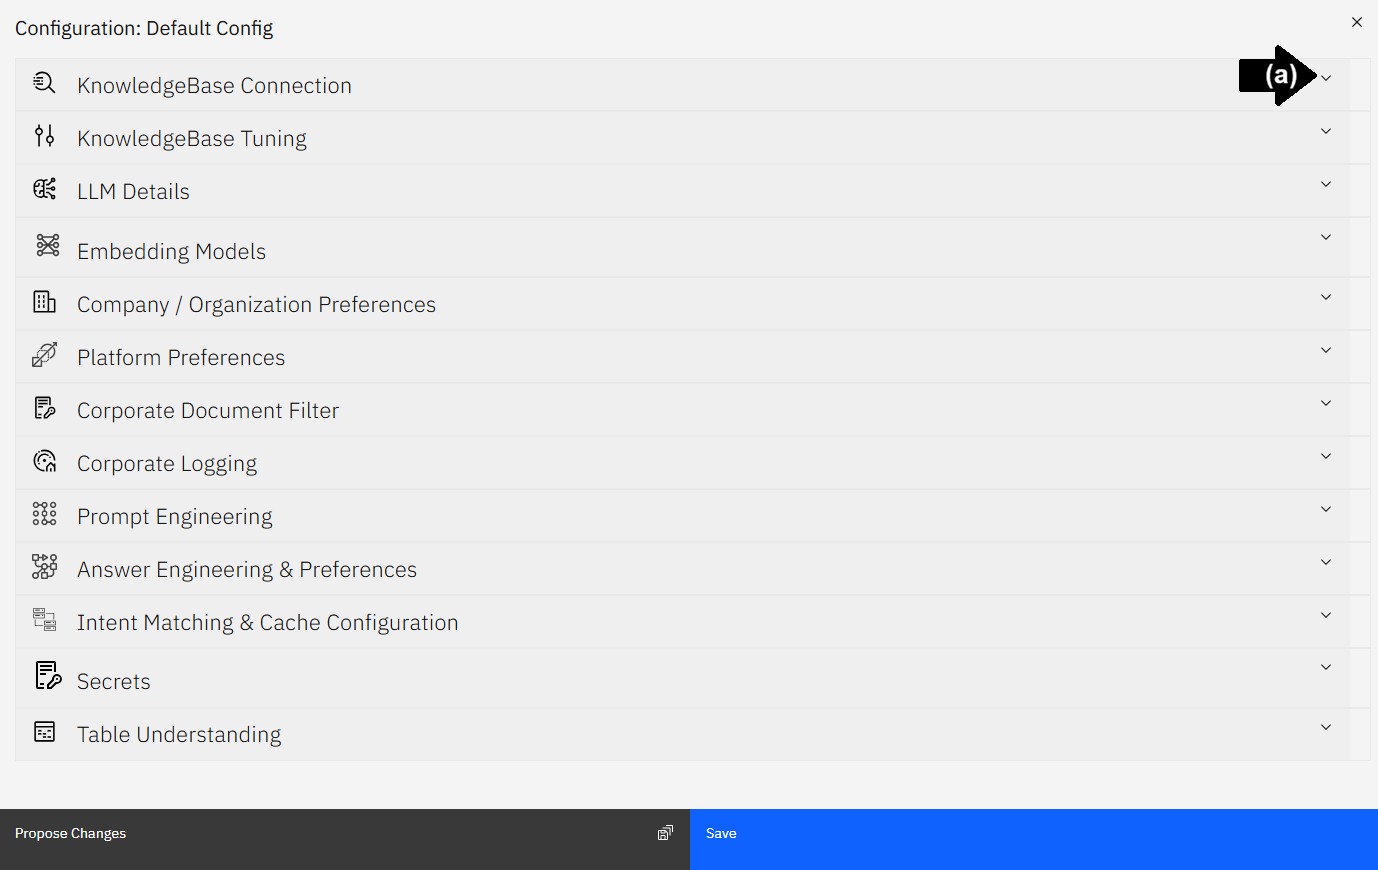 Configuration: Default Config
KnowledgeBase Connection
(a)
KnowledgeBase Tuning
LLM Details
Embedding Models
Company / Organization Preferences
Platform Preferences
Corporate Document Filter
Corporate Logging
Prompt Engineering
Answer Engineering & Preferences
Intent Matching & Cache Configuration
Secrets
Table Understanding
Propose Changes
Save